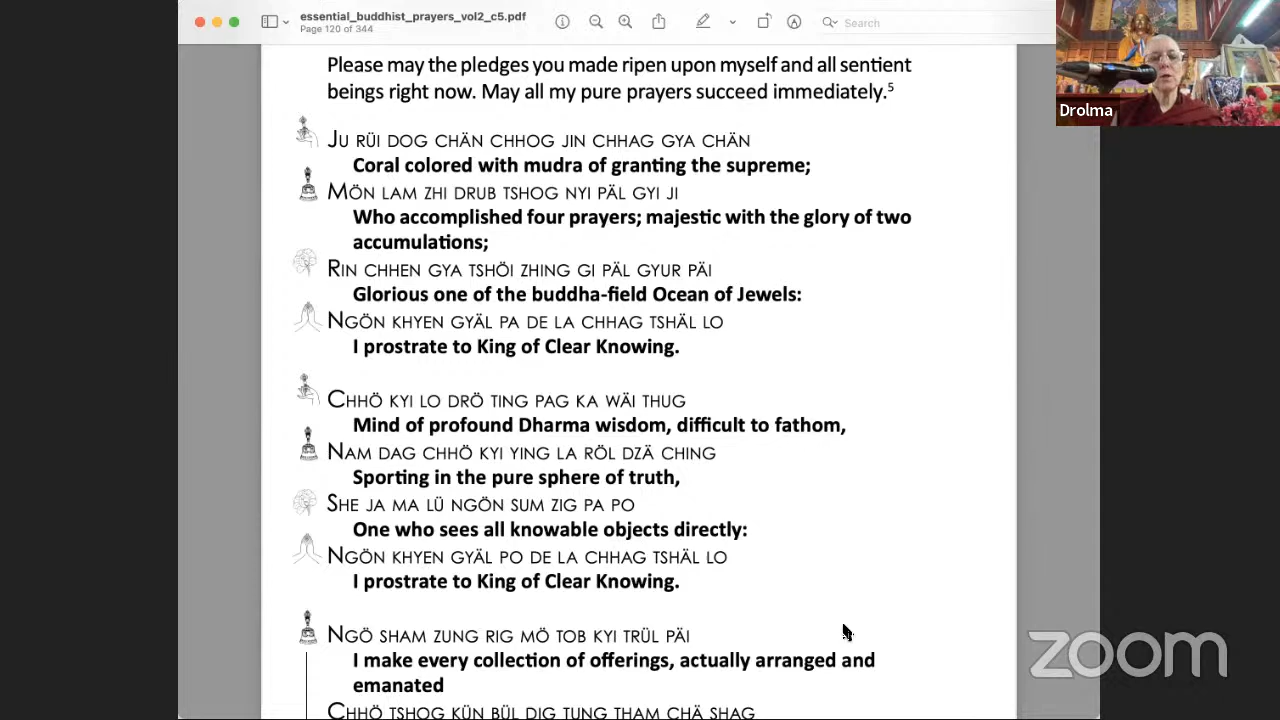 essential_buddhist_prayers_vol2_c5.pdf
Page 120 of 344
Search
Drolma
Please may the pledges you made ripen upon myself and all sentient
beings right now. May all my pure prayers succeed immediately.5
JU RÜI DOG CHÄN CHHOG JIN CHHAG GYA CHÄN
Coral colored with mudra of granting the supreme;
MÖN LAM ZHI DRUB TSHOG NYI PÄL GYI JI
Who accomplished four prayers; majestic with the glory of two
accumulations;
RIN CHHEN GYA TSHÖI ZHING GI PÄL GYUR PÄI
Glorious one of the buddha-field Ocean of Jewels:
NGÖN KHYEN GYÄL PA DE LA CHHAG TSHÄL LO
I prostrate to King of Clear Knowing.
CHHÖ KYI LO DRÖ TING PAG KA WÄI THUG
Mind of profound Dharma wisdom, difficult to fathom,
NAM DAG CHHÖ KYI YING LA RÖL DZÄ CHING
Sporting in the pure sphere of truth,
SHE JA MA LÜ NGÖN SUM ZIG PA PO
One who sees all knowable objects directly:
NGÖN KHYEN GYÄL PO DE LA CHHAG TSHÄL LO
I prostrate to King of Clear Knowing.
NGÖ SHAM ZUNG RIG MÖ TOB KYI TRÜL PÄI
I make every collection of offerings, actually arranged and
emanated
CHHÖ TSHOG KÜN BÜL DIG TUNG THAM CHÄ SHAG
zoom